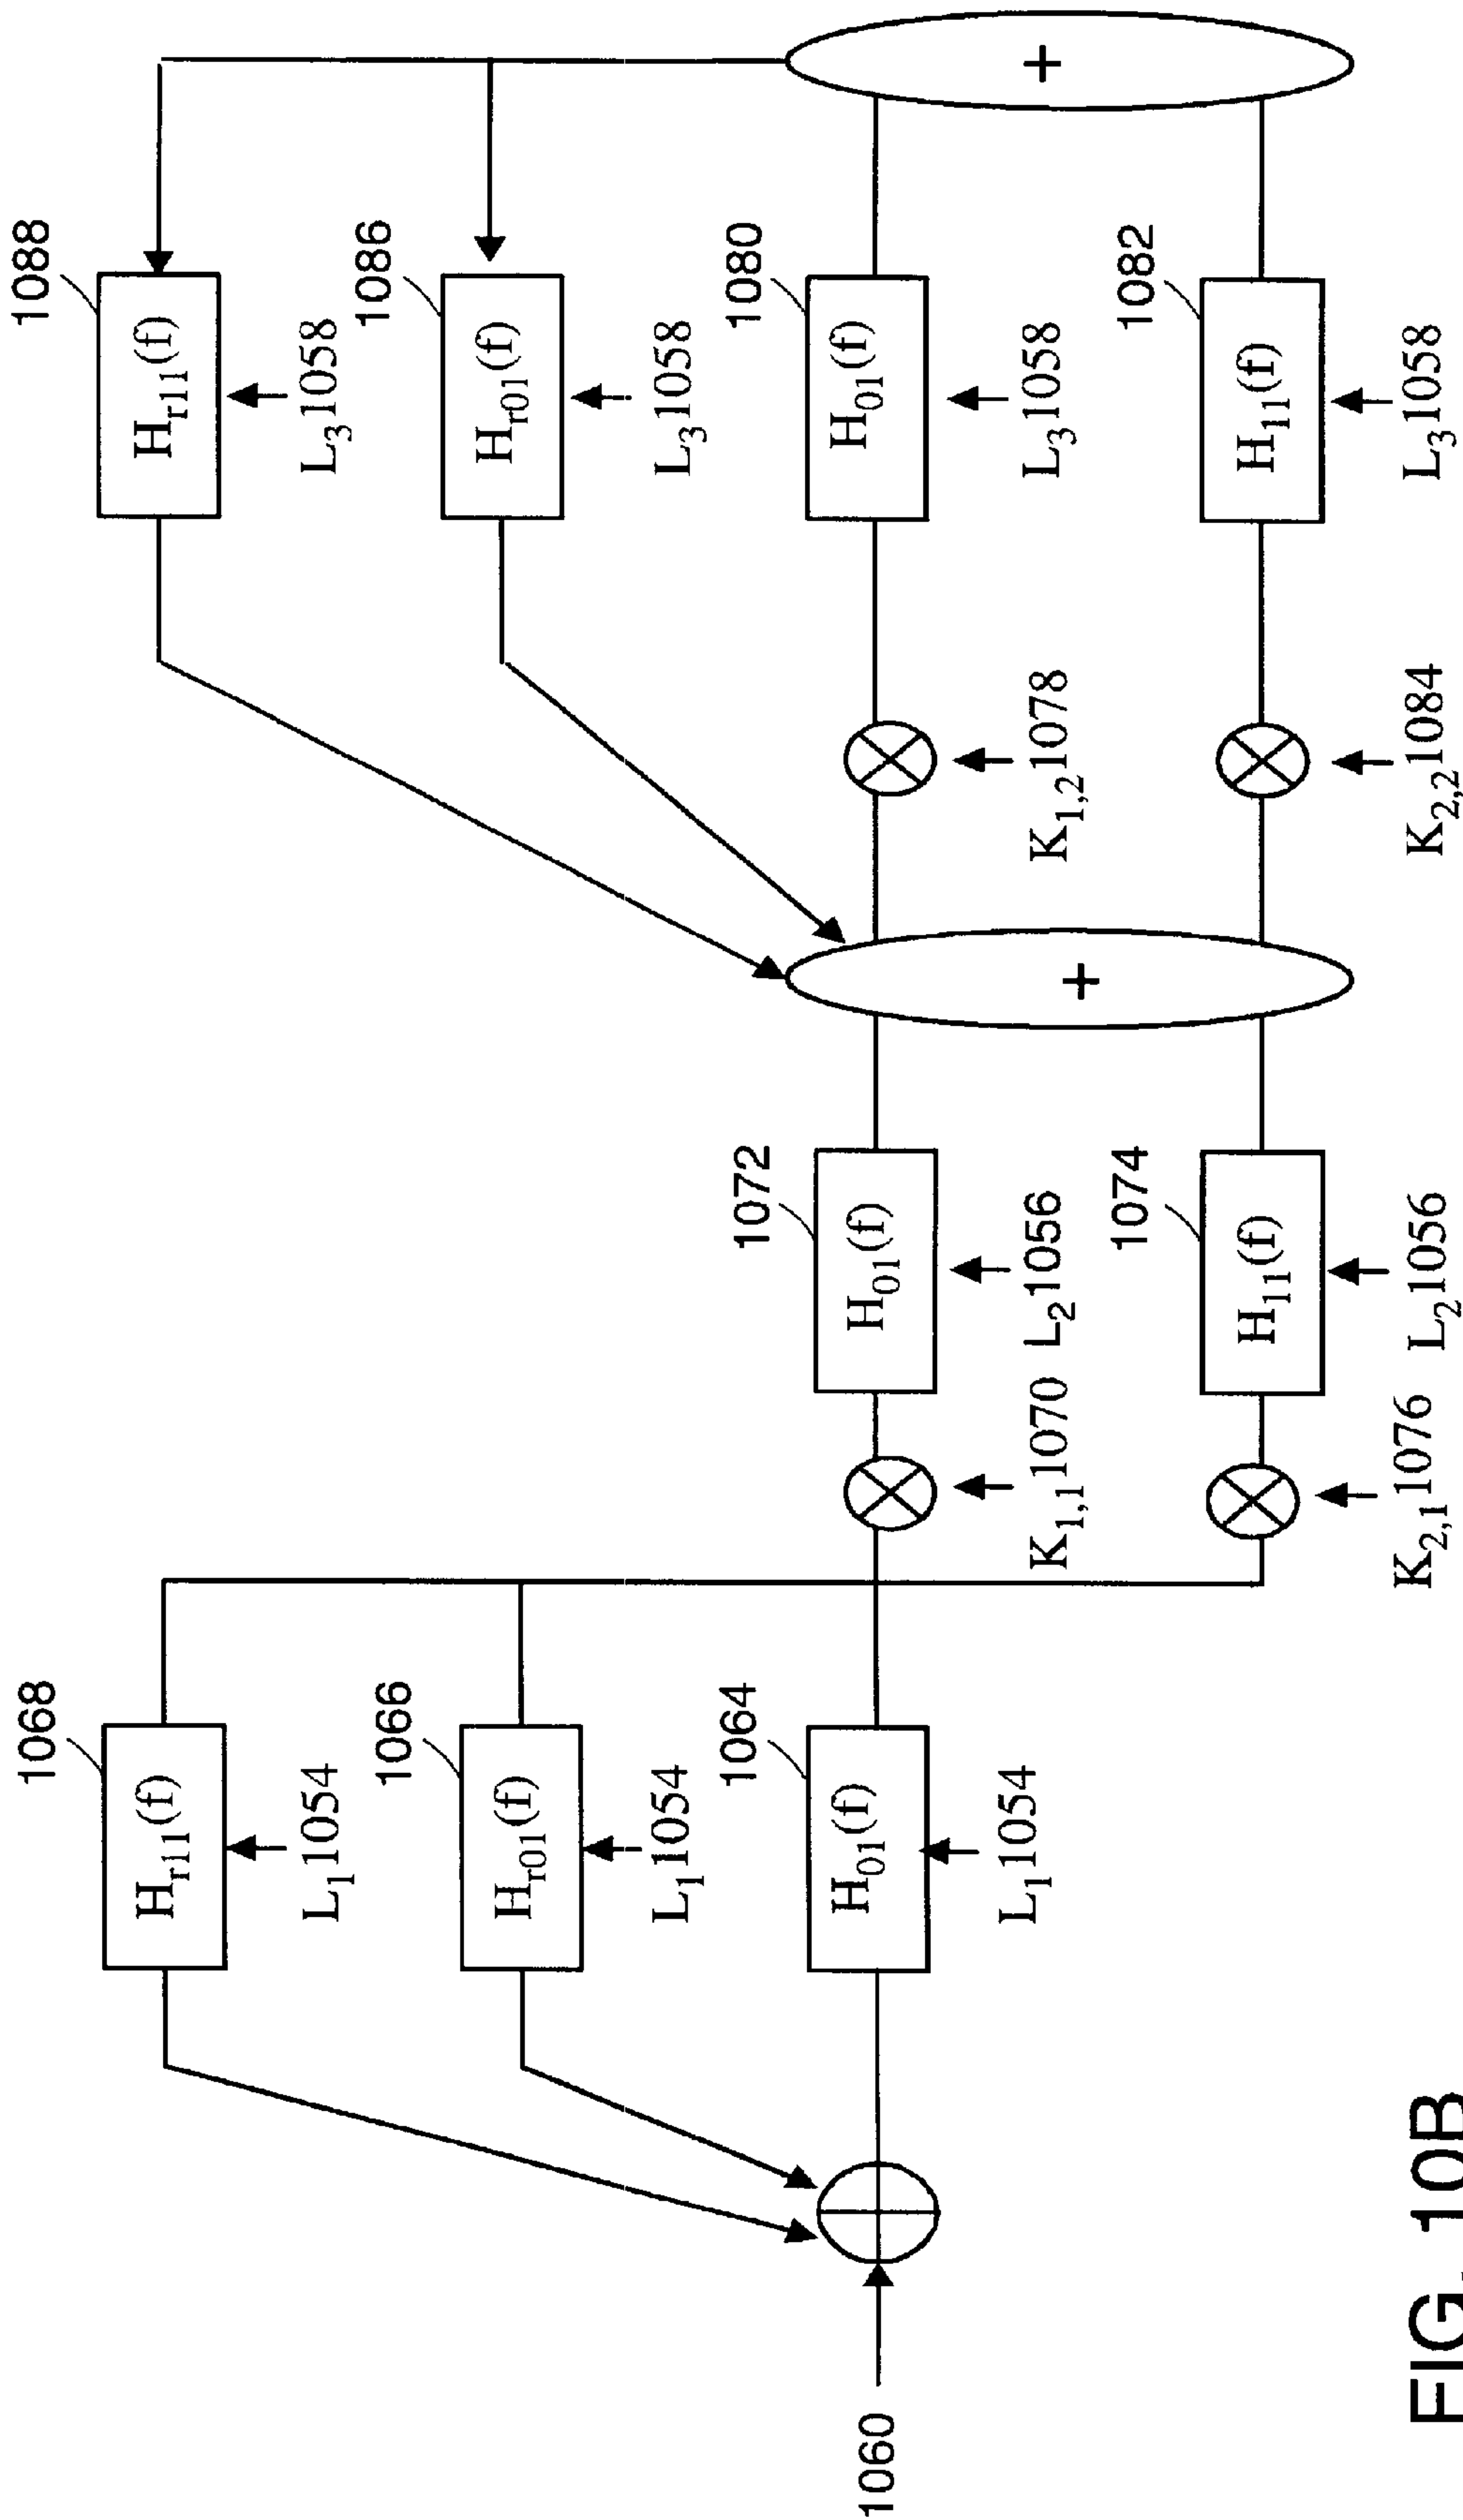 1068
H_r11(f)
L_1 1054
1088
H_r11(f)
L_3 1058
1066
H_r01(f)
L_1 1054
1086
H_r01(f)
L_3 1058
1060
1064
H_01(f)
L_1 1054
K_1,1 1070
1072
H_01(f)
L_2 1056
+
K_1,2 1078
1080
H_01(f)
L_3 1058
+
K_2,1 1076
1074
H_11(f)
L_2 1056
K_2,2 1084
1082
H_11(f)
L_3 1058
FIG. 10B